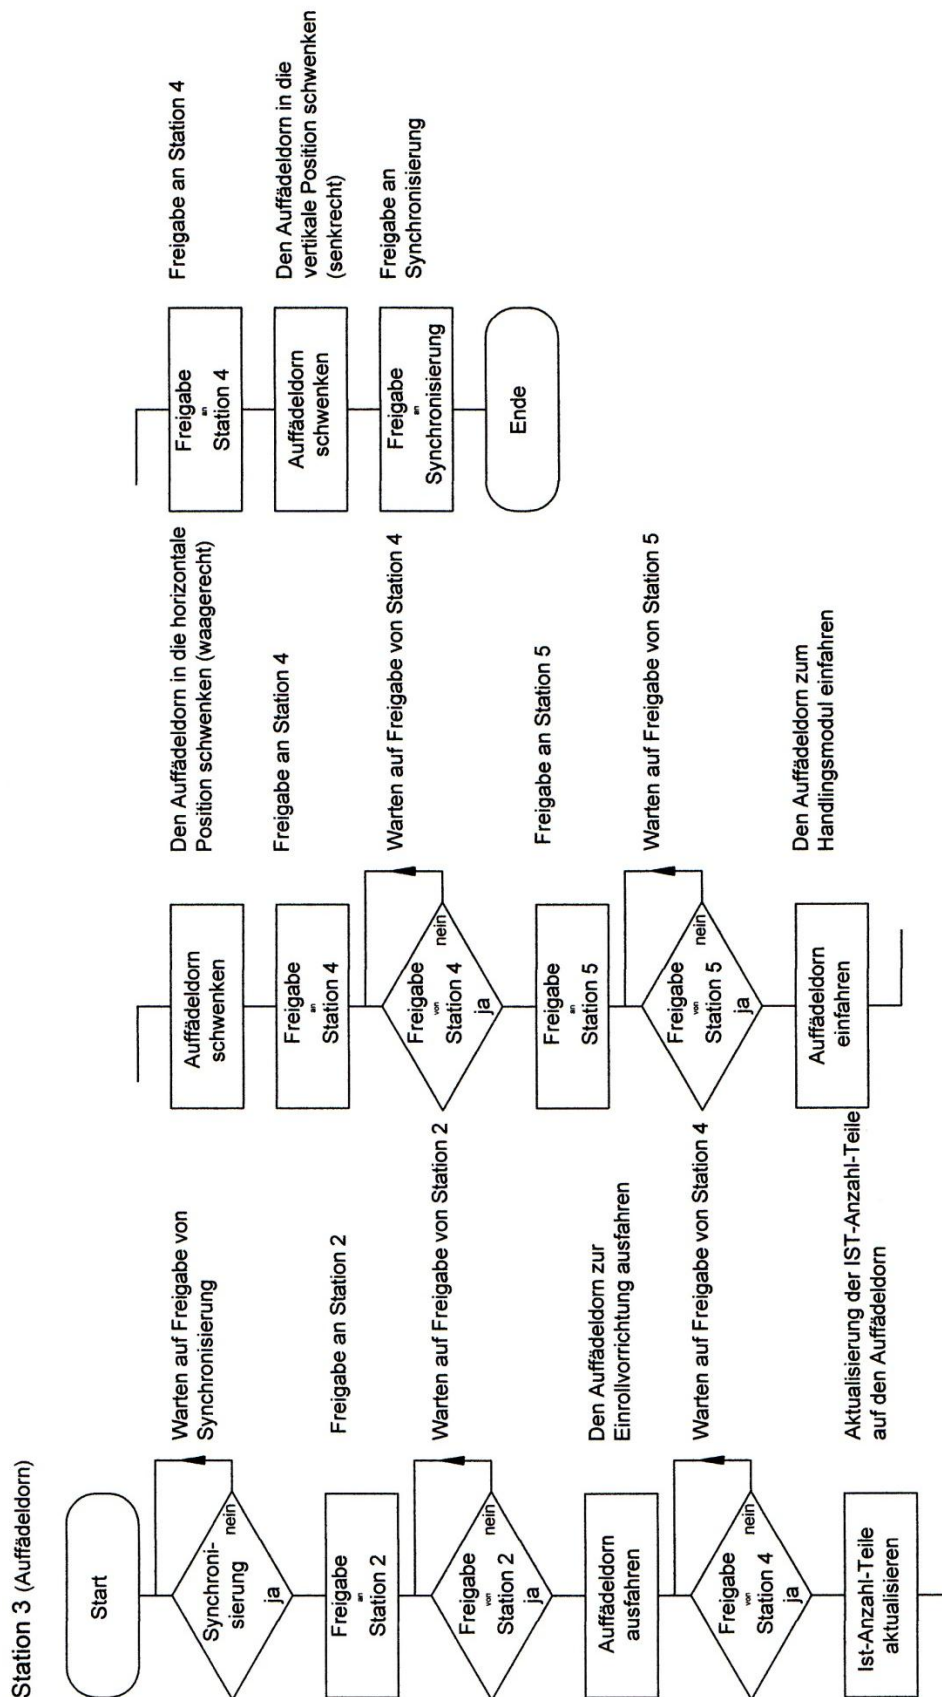 Station 3 (Auffädeldorn)
Start
Synchroni-
sierung
nein
ja
Warten auf Freigabe von
Synchronisierung
Freigabe
an
Station 2
Freigabe an Station 2
Freigabe
von
Station 2
nein
ja
Warten auf Freigabe von Station 2
Auffädeldorn
ausfahren
Den Auffädeldorn zur
Einrollvorrichtung ausfahren
Freigabe
von
Station 4
nein
ja
Warten auf Freigabe von Station 4
Ist-Anzahl-Teile
aktualisieren
Aktualisierung der IST-Anzahl-Teile
auf den Auffädeldorn
Auffädeldorn
schwenken
Den Auffädeldorn in die horizontale
Position schwenken (waagerecht)
Freigabe
an
Station 4
Freigabe an Station 4
Freigabe
von
Station 4
nein
ja
Warten auf Freigabe von Station 4
Freigabe
an
Station 5
Freigabe an Station 5
Freigabe
von
Station 5
nein
ja
Warten auf Freigabe von Station 5
Auffädeldorn
einfahren
Den Auffädeldorn zum
Handlingsmodul einfahren
Freigabe
an
Station 4
Freigabe an Station 4
Auffädeldorn
schwenken
Den Auffädeldorn in die
vertikale Position schwenken
(senkrecht)
Freigabe
an
Synchronisierung
Freigabe an
Synchronisierung
Ende